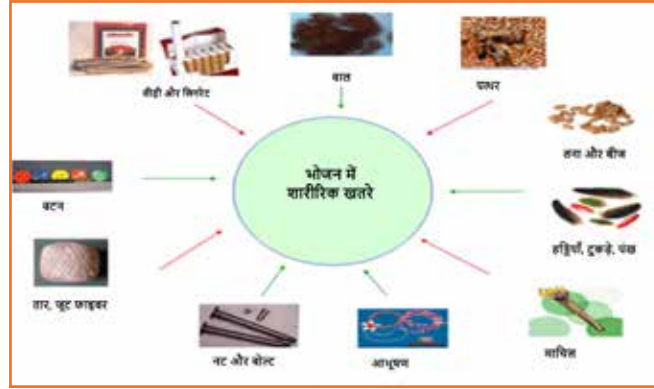 बीड़ी और सिगरेट
बाल
पत्थर
तना और बीज
बटन
भोजन में
शारीरिक खतरे
हड्डियाँ, टुकड़े, पंख
तार, जूट फाइबर
नट और बोल्ट
आभूषण
माचिस